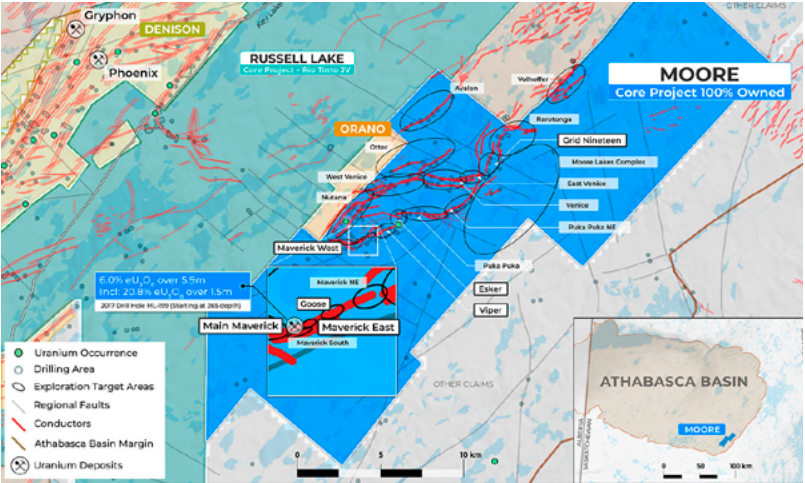 OTHER CLAIMS
Gryphon
DENISON
Phoenix
Key Lake
RUSSELL LAKE
Core Project - Rio Tinto JV
MOORE
Core Project 100% Owned
Avalon
Volhoffer
ORANO
Raratonga
Otter
Grid Nineteen
Moore Lakes Complex
West Venice
East Venice
Nutana
Venice
Puka Puka NE
Maverick West
Puka Puka
6.0% eU3O8 over 5.9m
Incl: 20.8% eU3O8 over 1.5m
2017 Drill Hole ML-199 (Starting at 265 depth)
Maverick NE
Esker
Goose
Viper
Main Maverick
Maverick East
Maverick South
OTHER CLAIMS
Uranium Occurrence
Drilling Area
Exploration Target Areas
Regional Faults
Conductors
Athabasca Basin Margin
Uranium Deposits
0 5 10 km
ATHABASCA BASIN
MOORE
ALBERTA
SASKATCHEWAN
0 100 km